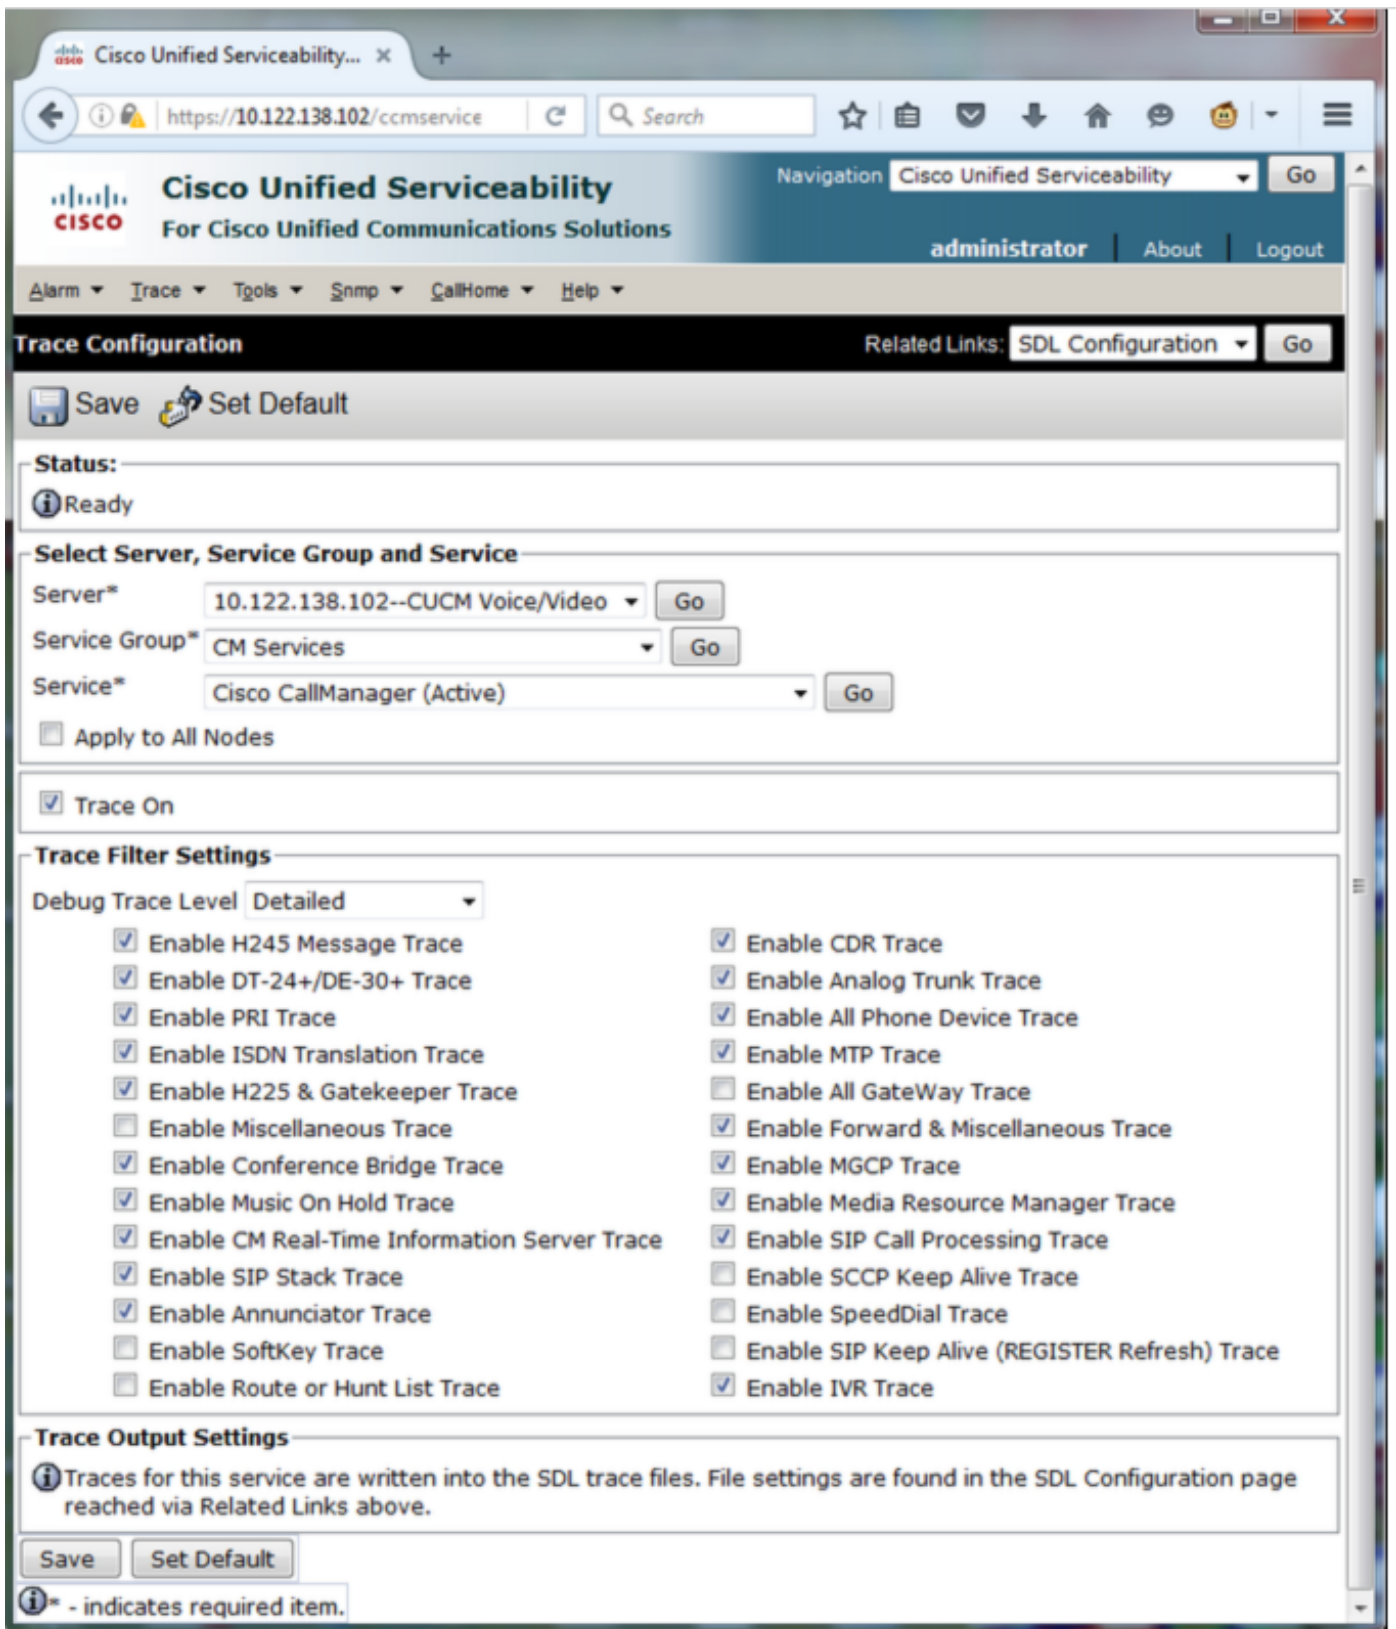 Cisco Unified Serviceability... × +
https://10.122.138.102/ccmservice Search
cisco
Cisco Unified Serviceability
For Cisco Unified Communications Solutions
Navigation Cisco Unified Serviceability Go
administrator About Logout
Alarm Trace Tools Snmp CallHome Help
Trace Configuration Related Links: SDL Configuration Go
Save Set Default
Status:
Ready
Select Server, Service Group and Service
Server* 10.122.138.102--CUCM Voice/Video Go
Service Group* CM Services Go
Service* Cisco CallManager (Active) Go
Apply to All Nodes
Trace On
Trace Filter Settings
Debug Trace Level Detailed
Enable H245 Message Trace Enable CDR Trace
Enable DT-24+/DE-30+ Trace Enable Analog Trunk Trace
Enable PRI Trace Enable All Phone Device Trace
Enable ISDN Translation Trace Enable MTP Trace
Enable H225 & Gatekeeper Trace Enable All GateWay Trace
Enable Miscellaneous Trace Enable Forward & Miscellaneous Trace
Enable Conference Bridge Trace Enable MGCP Trace
Enable Music On Hold Trace Enable Media Resource Manager Trace
Enable CM Real-Time Information Server Trace Enable SIP Call Processing Trace
Enable SIP Stack Trace Enable SCCP Keep Alive Trace
Enable Annunciator Trace Enable SpeedDial Trace
Enable SoftKey Trace Enable SIP Keep Alive (REGISTER Refresh) Trace
Enable Route or Hunt List Trace Enable IVR Trace
Trace Output Settings
Traces for this service are written into the SDL trace files. File settings are found in the SDL Configuration page
reached via Related Links above.
Save Set Default
* - indicates required item.